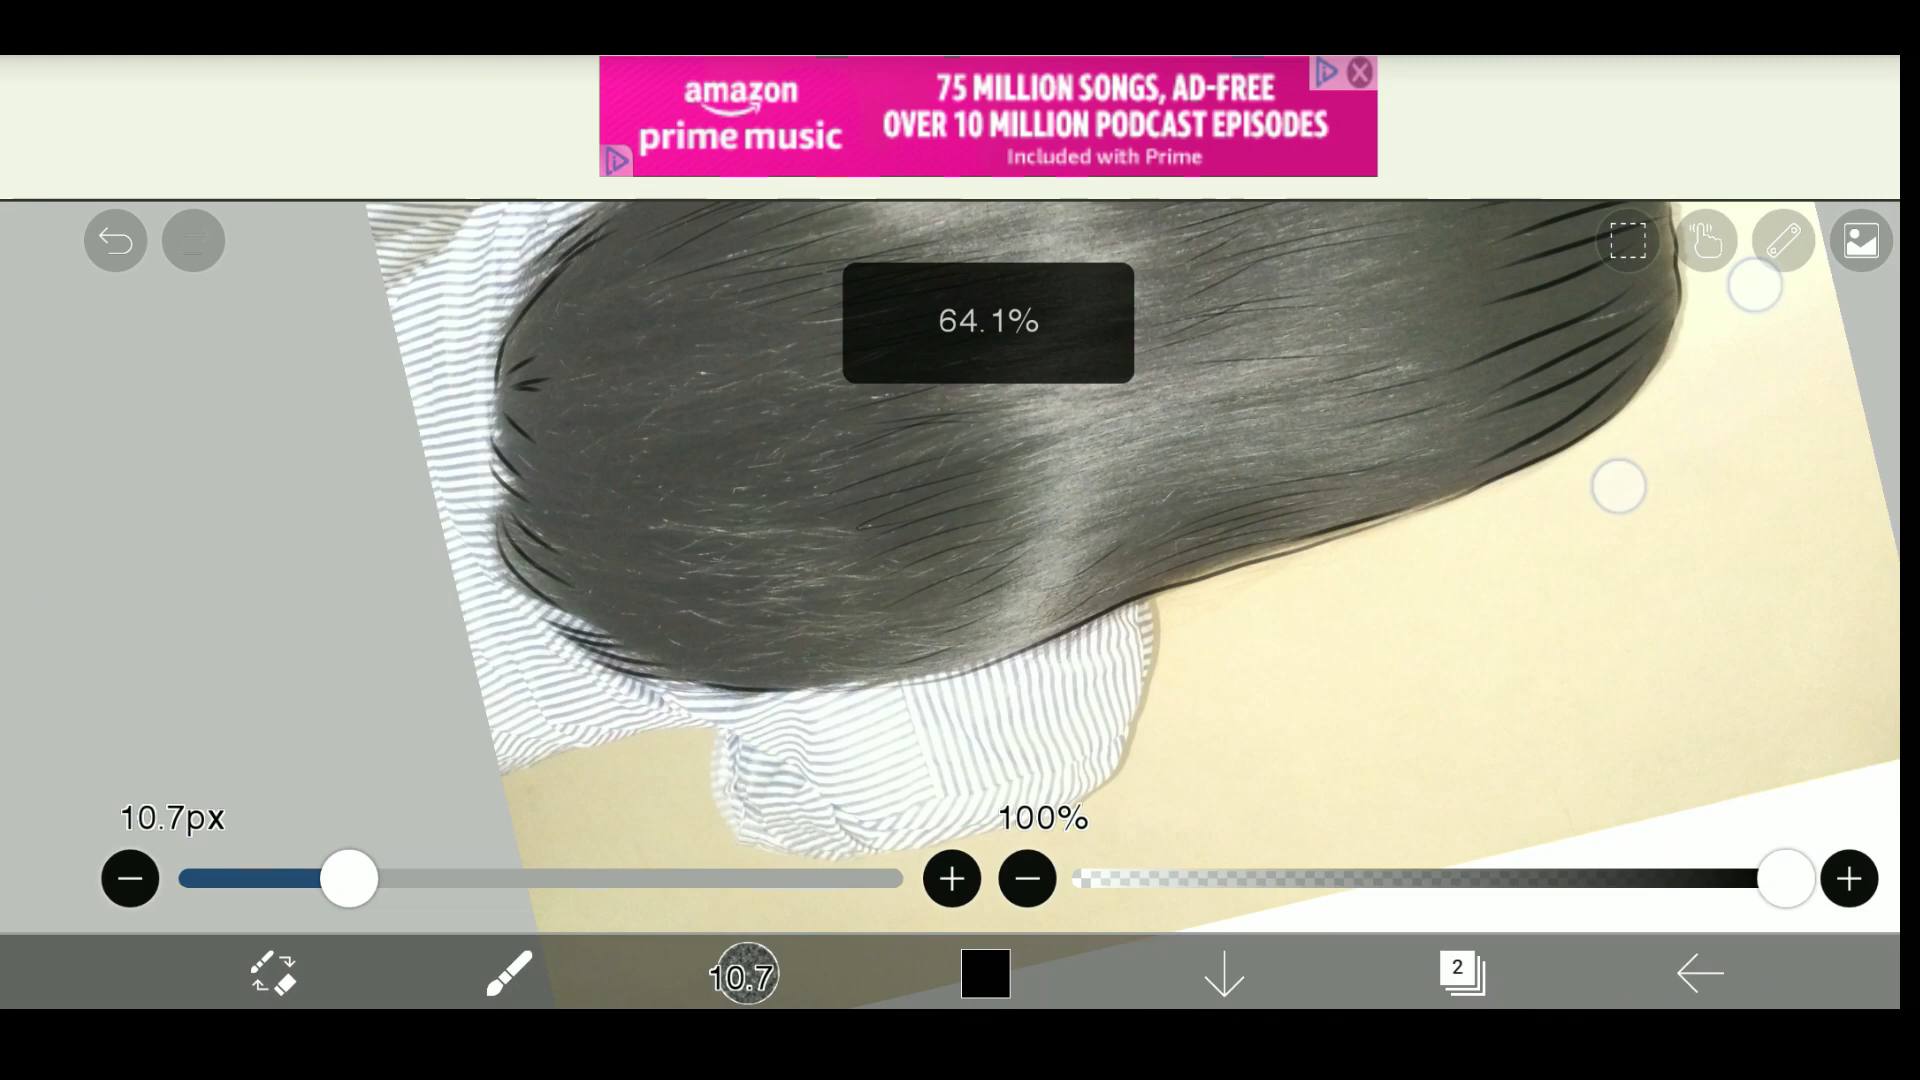 amazon
prime music
75 MILLION SONGS, AD-FREE
OVER 10 MILLION PODCAST EPISODES
Included with Prime
64.1%
10.7px
100%
10.7
2